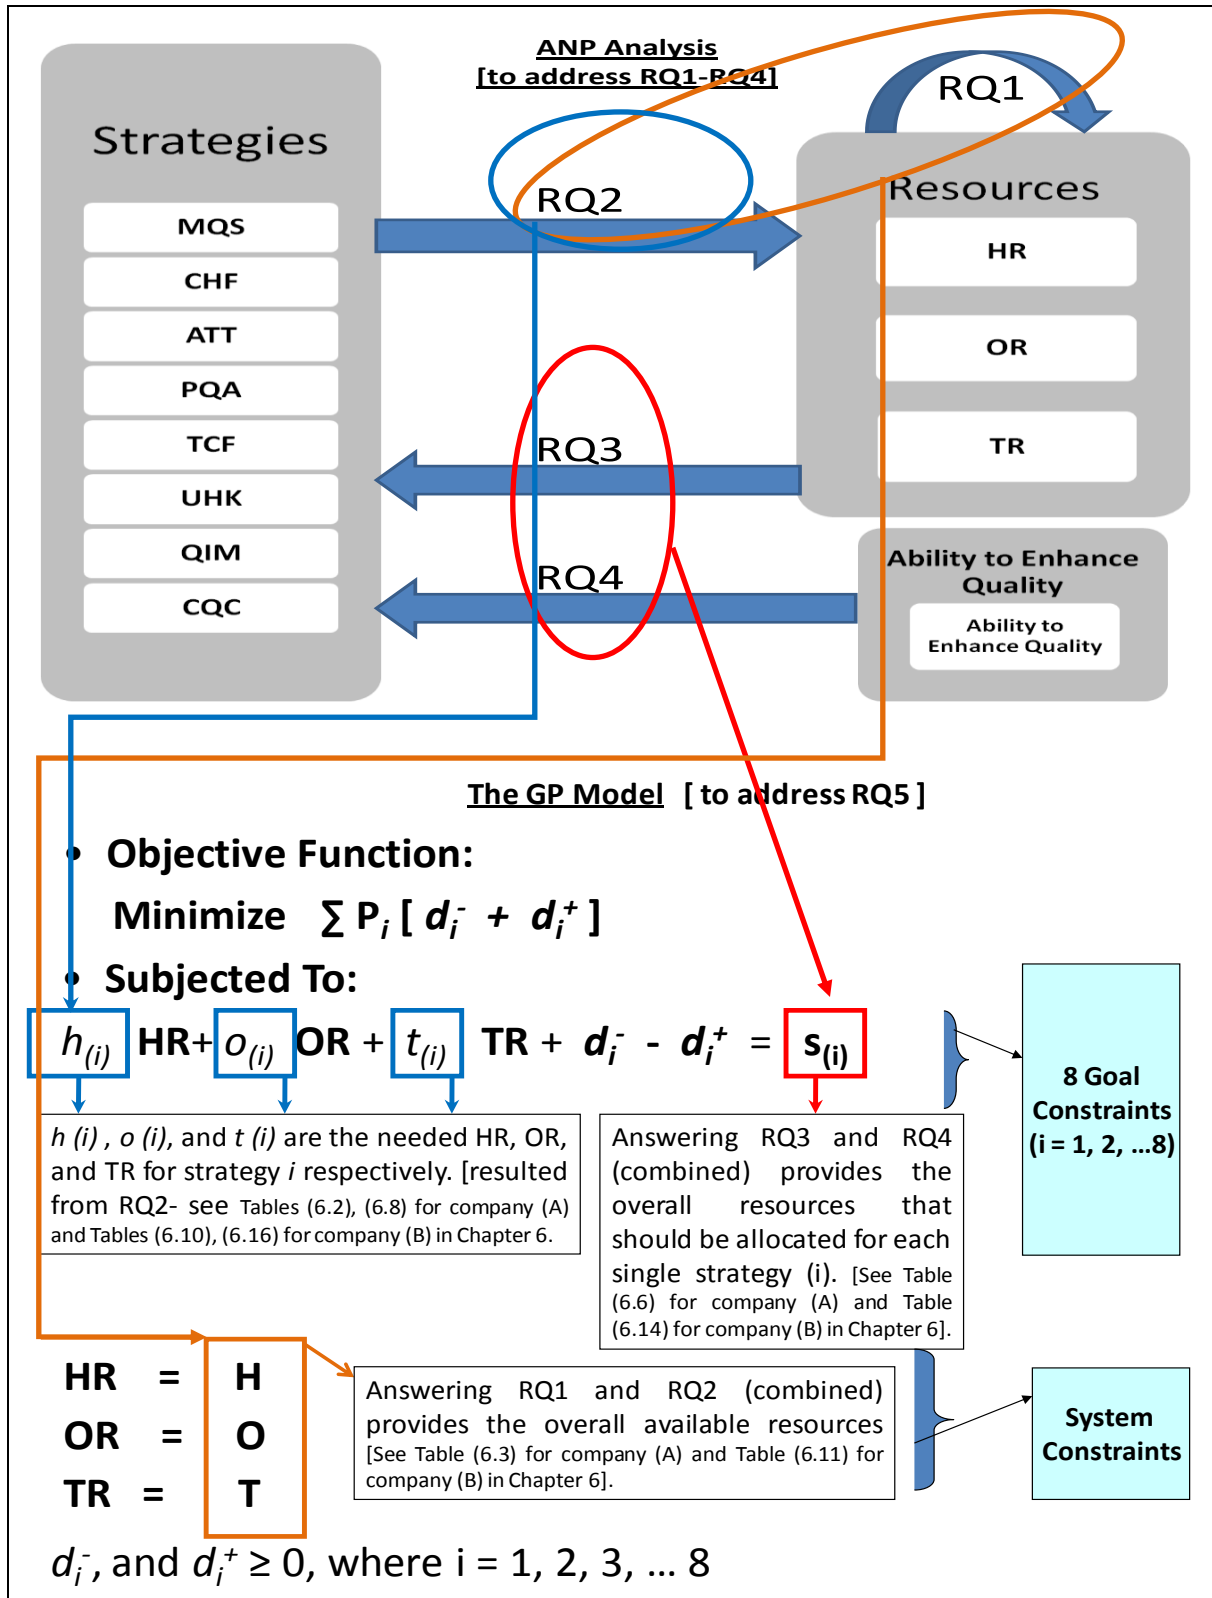 ANP Analysis
[to address RQ1-RQ4]
RQ1
Strategies
MQS
CHF
ATT
PQA
TCF
UHK
QIM
CQC
RQ2
RQ3
RQ4
Resources
HR
OR
TR
Ability to Enhance
Quality
Ability to
Enhance Quality
The GP Model [ to address RQ5 ]
• Objective Function:
Minimize ∑ Pᵢ [ dᵢ⁻ + dᵢ⁺ ]
• Subjected To:
h(i) HR+ o(i) OR + t(i) TR + dᵢ⁻ - dᵢ⁺ = s(i)
8 Goal
Constraints
(i = 1, 2, …8)
h (i) , o (i), and t (i) are the needed HR, OR,
and TR for strategy i respectively. [resulted
from RQ2- see Tables (6.2), (6.8) for company (A)
and Tables (6.10), (6.16) for company (B) in Chapter 6.
Answering RQ3 and RQ4
(combined) provides the
overall resources that
should be allocated for each
single strategy (i). [See Table
(6.6) for company (A) and Table
(6.14) for company (B) in Chapter 6].
HR = H
OR = O
TR = T
Answering RQ1 and RQ2 (combined)
provides the overall available resources
[See Table (6.3) for company (A) and Table (6.11) for
company (B) in Chapter 6].
System
Constraints
dᵢ⁻, and dᵢ⁺ ≥ 0, where i = 1, 2, 3, … 8